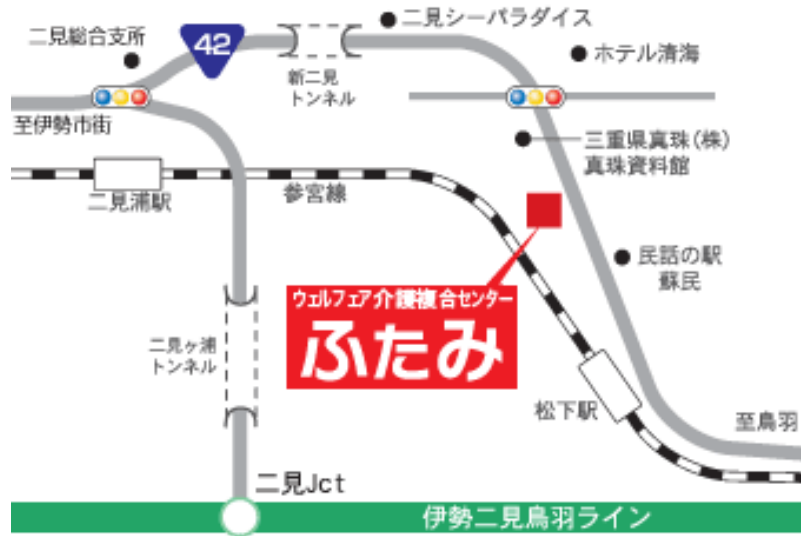 二見シーパラダイス
二見総合支所
42
ホテル清海
新二見
トンネル
至伊勢市街
三重県真珠(株)
真珠資料館
二見浦駅
参宮線
民話の駅
蘇民
ウェルフェア介護複合センター
ふたみ
二見ヶ浦
トンネル
松下駅
至鳥羽
二見Jct
伊勢二見鳥羽ライン